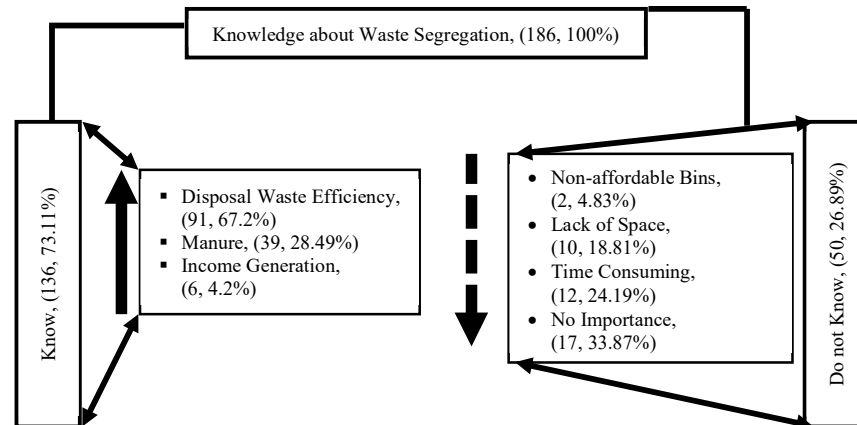 Knowledge about Waste Segregation, (186, 100%)
Know, (136, 73.11%)
▪ Disposal Waste Efficiency,
(91, 67.2%)
▪ Manure, (39, 28.49%)
▪ Income Generation,
(6, 4.2%)
• Non-affordable Bins,
(2, 4.83%)
• Lack of Space,
(10, 18.81%)
• Time Consuming,
(12, 24.19%)
• No Importance,
(17, 33.87%)
Do not Know, (50, 26.89%)